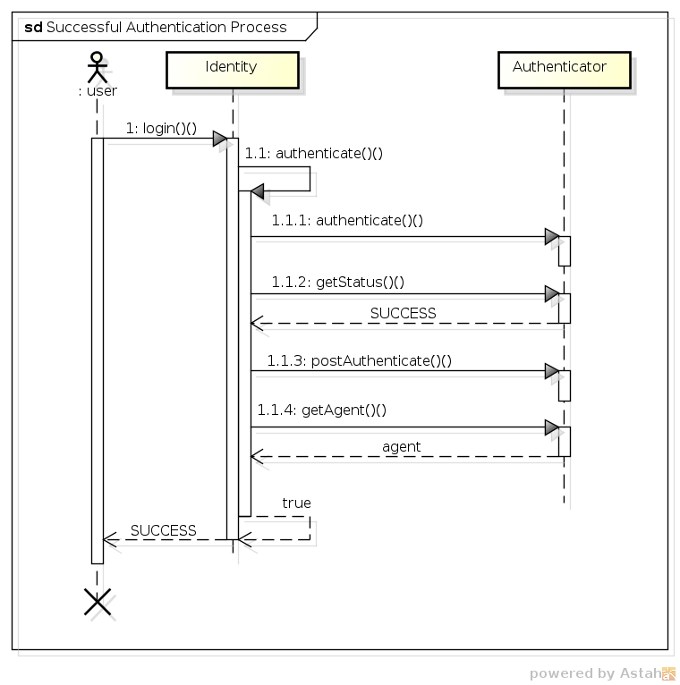 sd Successful Authentication Process
: user
Identity
Authenticator
1: login()()
1.1: authenticate()()
1.1.1: authenticate()()
1.1.2: getStatus()()
SUCCESS
1.1.3: postAuthenticate()()
1.1.4: getAgent()()
agent
true
SUCCESS
powered by Astah